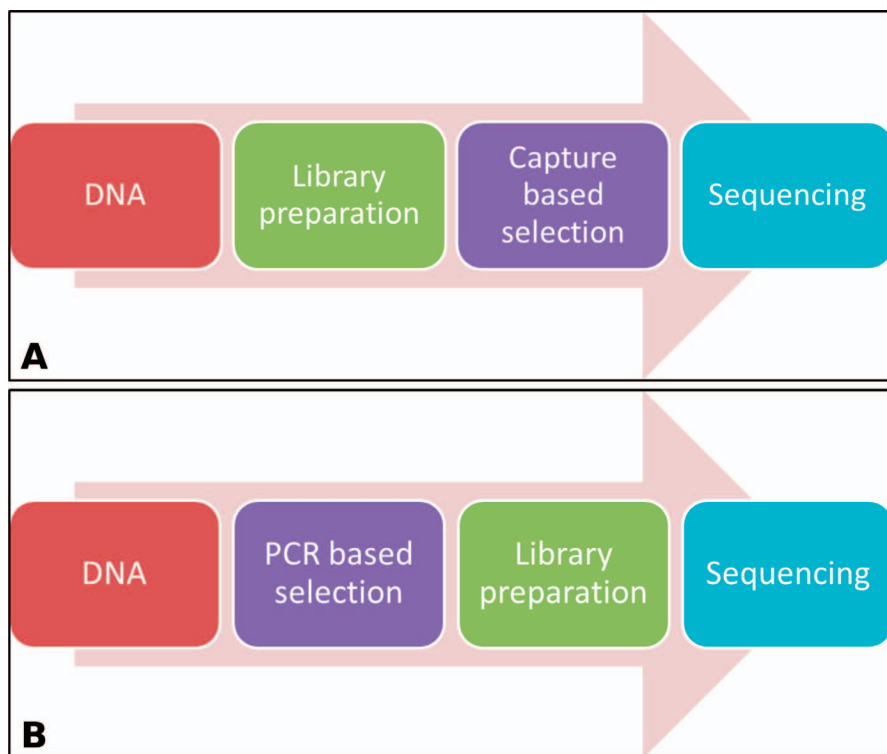 DNA
Library
preparation
Capture
based
selection
Sequencing
A
DNA
PCR based
selection
Library
preparation
Sequencing
B